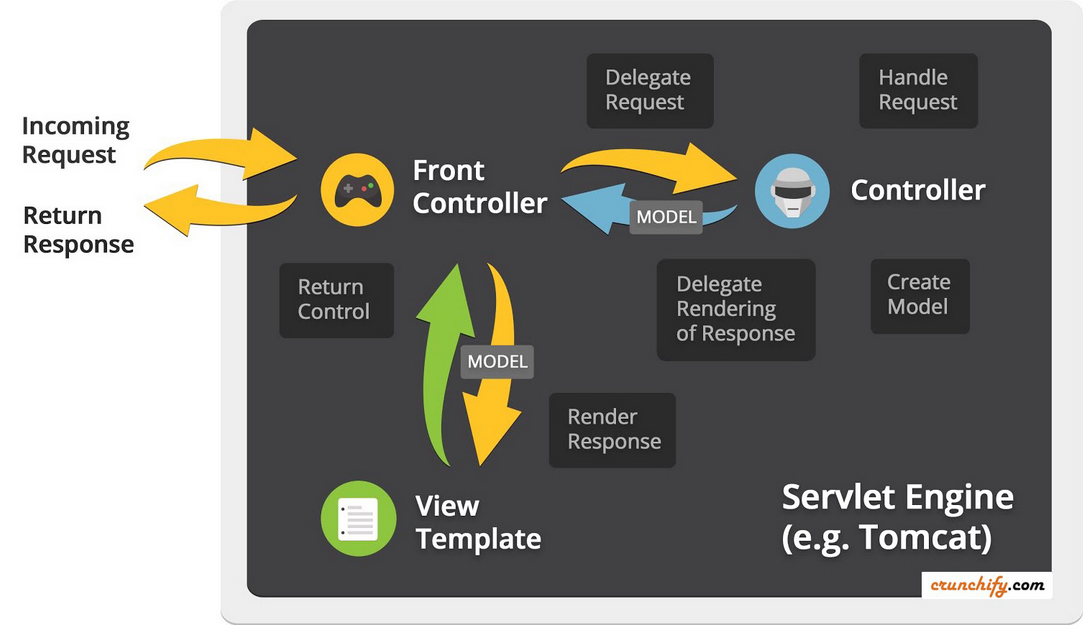 Incoming
Request
Return
Response
Front
Controller
Delegate
Request
Handle
Request
MODEL
Controller
Return
Control
Delegate
Rendering
of Response
Create
Model
MODEL
Render
Response
View
Template
Servlet Engine
(e.g. Tomcat)
crunchify.com